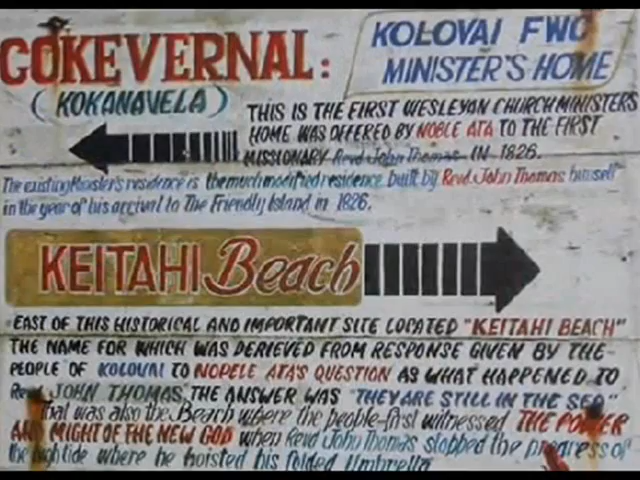 GOKEVERNAL:
(KOKANAVELA)
KOLOVAI FWC
MINISTER'S HOME
THIS IS THE FIRST WESLEYAN CHURCH MINISTERS
HOME WAS OFFERED BY NOBLE ATA TO THE FIRST
MISSIONARY Revd John Thomas IN 1826.
The existing Minister's residence is the much modified residence built by Revd. John Thomas himself
in the year of his arrival to The Friendly Island in 1826.
KEITAHI Beach
EAST OF THIS HISTORICAL AND IMPORTANT SITE LOCATED "KEITAHI BEACH"
THE NAME FOR WHICH WAS DERIEVED FROM RESPONSE GIVEN BY THE
PEOPLE OF KOLOVAI TO NOPELE ATA'S QUESTION AS WHAT HAPPENED TO
Revd JOHN THOMAS THE ANSWER WAS "THEY ARE STILL IN THE SEA"
that was also the Beach where the people first witnessed THE POWER
AND MIGHT OF THE NEW GOD when Revd John Thomas stopped the progress of
the high tide where he hoisted his folded Umbrella